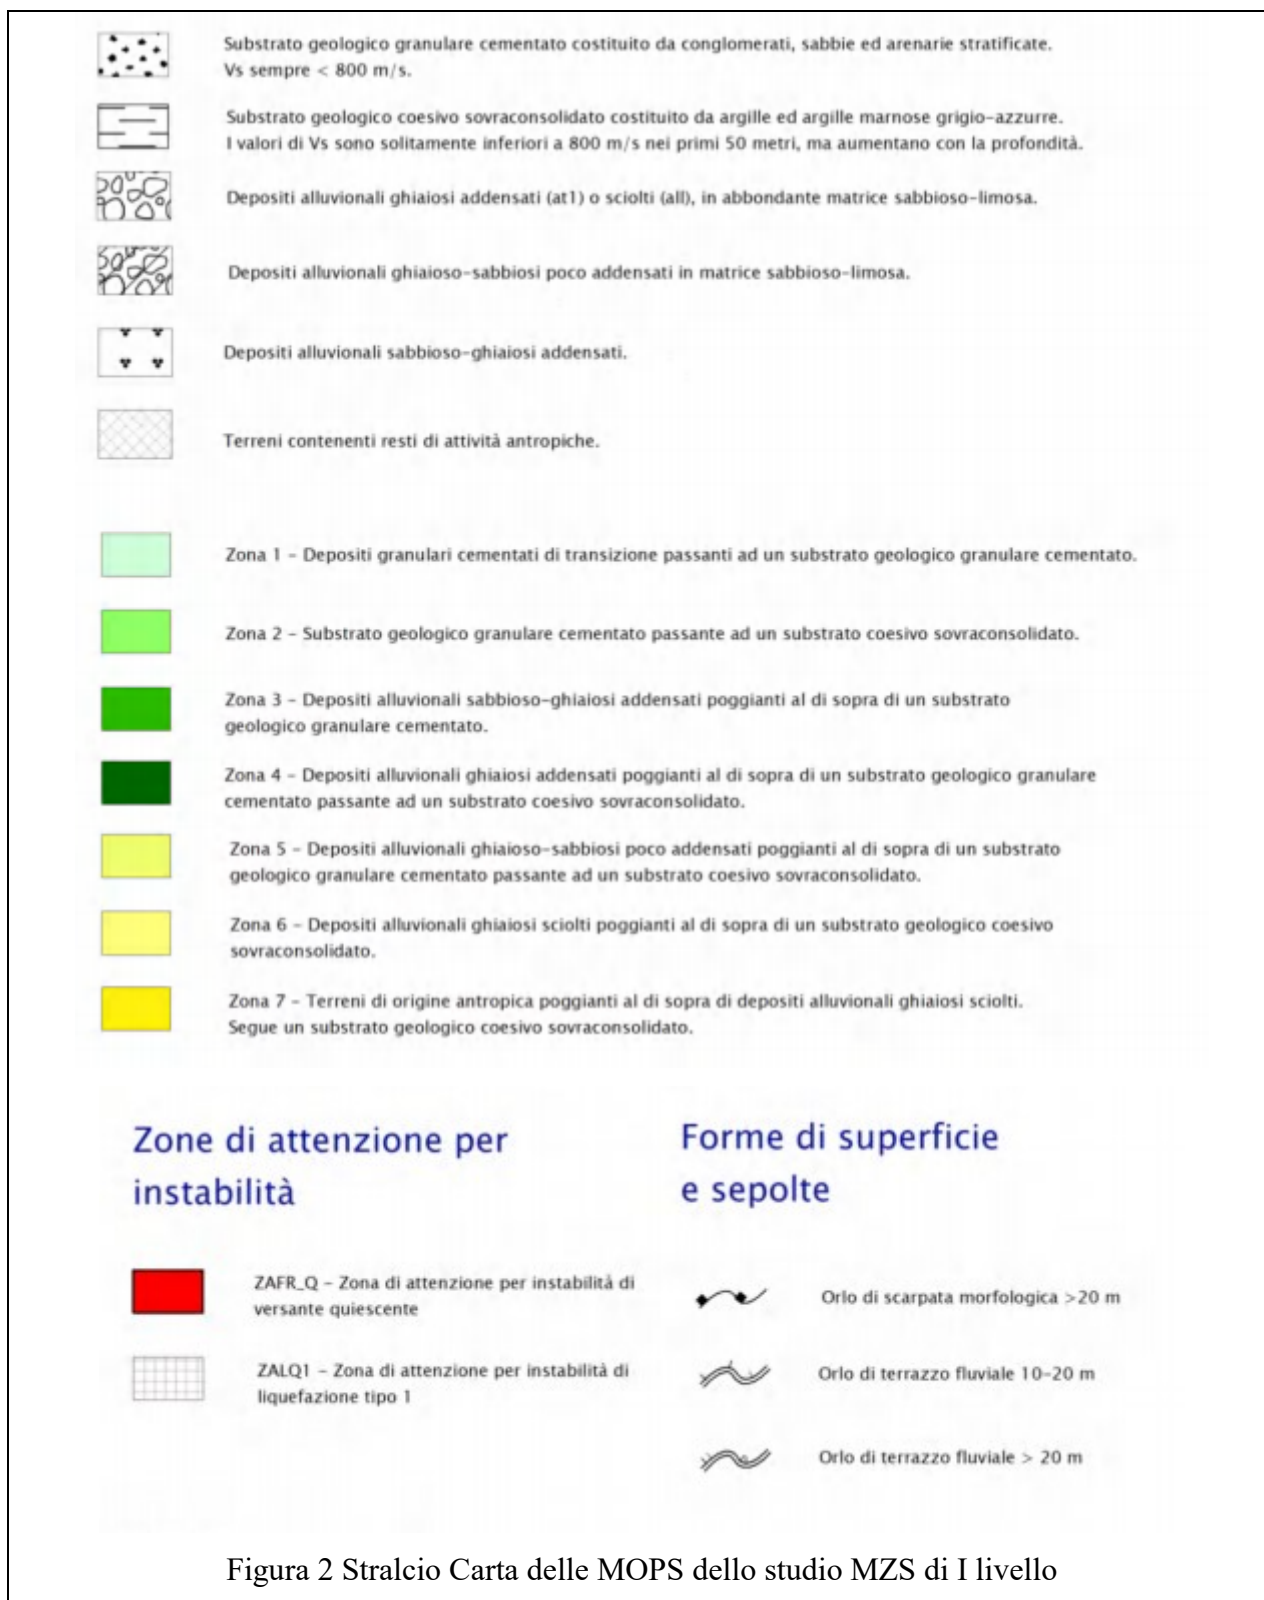 Substrato geologico granulare cementato costituito da conglomerati, sabbie ed arenarie stratificate.
Vs sempre < 800 m/s.
Substrato geologico coesivo sovraconsolidato costituito da argille ed argille marnose grigio-azzurre.
I valori di Vs sono solitamente inferiori a 800 m/s nei primi 50 metri, ma aumentano con la profondità.
Depositi alluvionali ghiaiosi addensati (at1) o sciolti (all), in abbondante matrice sabbioso-limosa.
Depositi alluvionali ghiaioso-sabbiosi poco addensati in matrice sabbioso-limosa.
Depositi alluvionali sabbioso-ghiaiosi addensati.
Terreni contenenti resti di attività antropiche.
Zona 1 - Depositi granulari cementati di transizione passanti ad un substrato geologico granulare cementato.
Zona 2 - Substrato geologico granulare cementato passante ad un substrato coesivo sovraconsolidato.
Zona 3 - Depositi alluvionali sabbioso-ghiaiosi addensati poggianti al di sopra di un substrato
geologico granulare cementato.
Zona 4 - Depositi alluvionali ghiaiosi addensati poggianti al di sopra di un substrato geologico granulare
cementato passante ad un substrato coesivo sovraconsolidato.
Zona 5 - Depositi alluvionali ghiaioso-sabbiosi poco addensati poggianti al di sopra di un substrato
geologico granulare cementato passante ad un substrato coesivo sovraconsolidato.
Zona 6 - Depositi alluvionali ghiaiosi sciolti poggianti al di sopra di un substrato geologico coesivo
sovraconsolidato.
Zona 7 - Terreni di origine antropica poggianti al di sopra di depositi alluvionali ghiaiosi sciolti.
Segue un substrato geologico coesivo sovraconsolidato.
Zone di attenzione per
instabilità
ZAFR_Q - Zona di attenzione per instabilità di
versante quiescente
ZALQ1 - Zona di attenzione per instabilità di
liquefazione tipo 1
Forme di superficie
e sepolte
Orlo di scarpata morfologica >20 m
Orlo di terrazzo fluviale 10-20 m
Orlo di terrazzo fluviale > 20 m
Figura 2 Stralcio Carta delle MOPS dello studio MZS di I livello